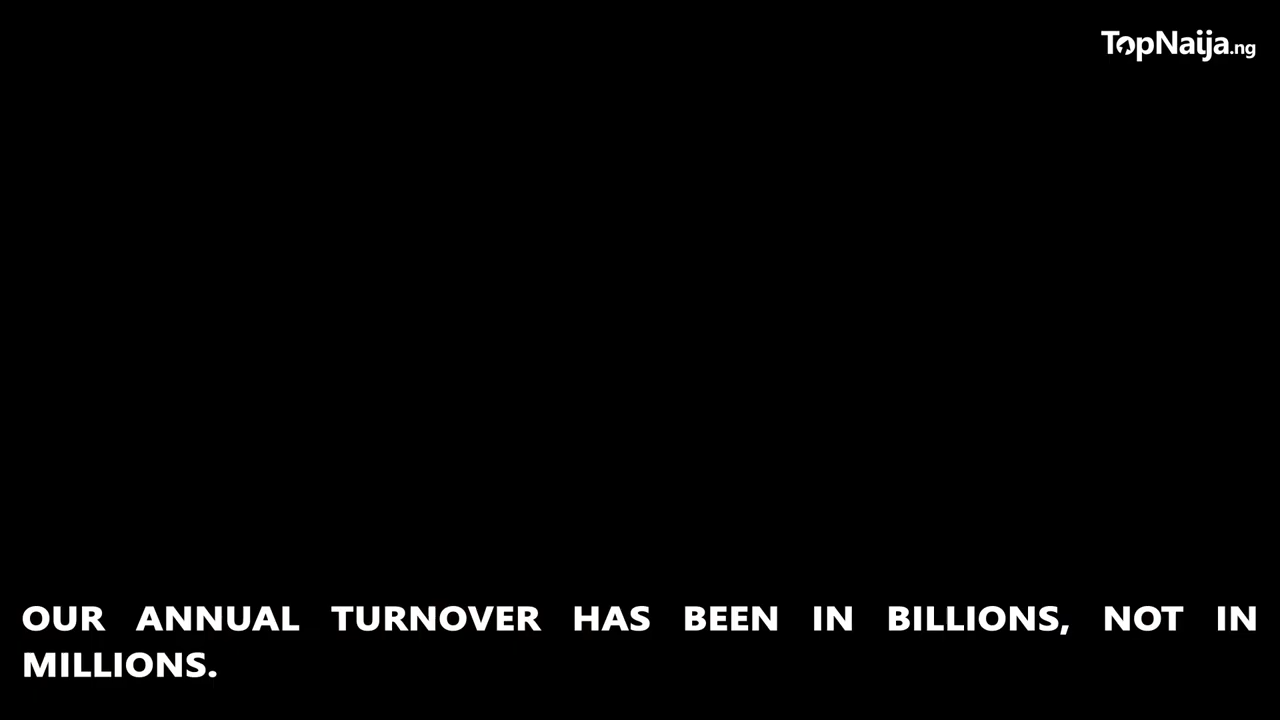 TopNaija.ng
OUR ANNUAL TURNOVER HAS BEEN IN BILLIONS, NOT IN
MILLIONS.